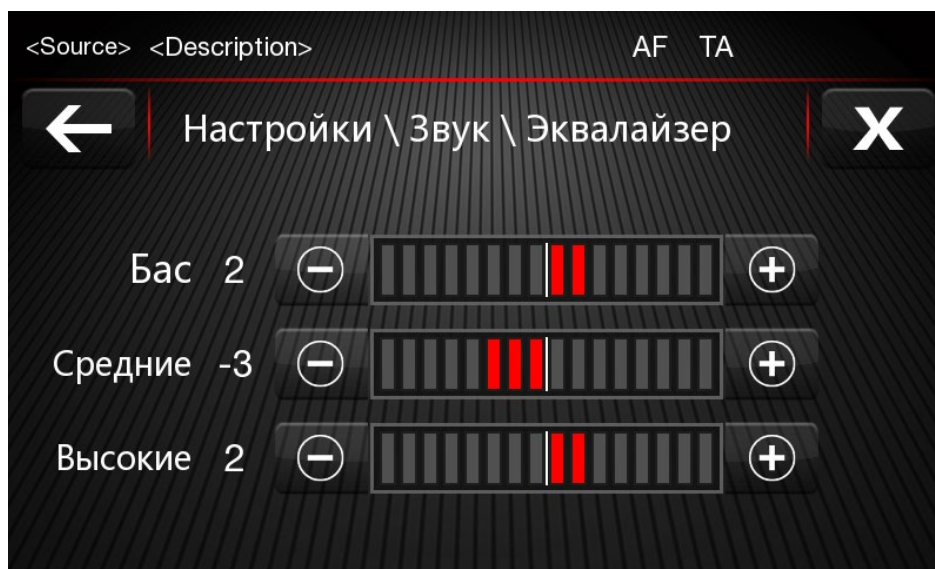 <Source> <Description> AF TA
Настройки \ Звук \ Эквалайзер X
Бас 2
Средние -3
Высокие 2